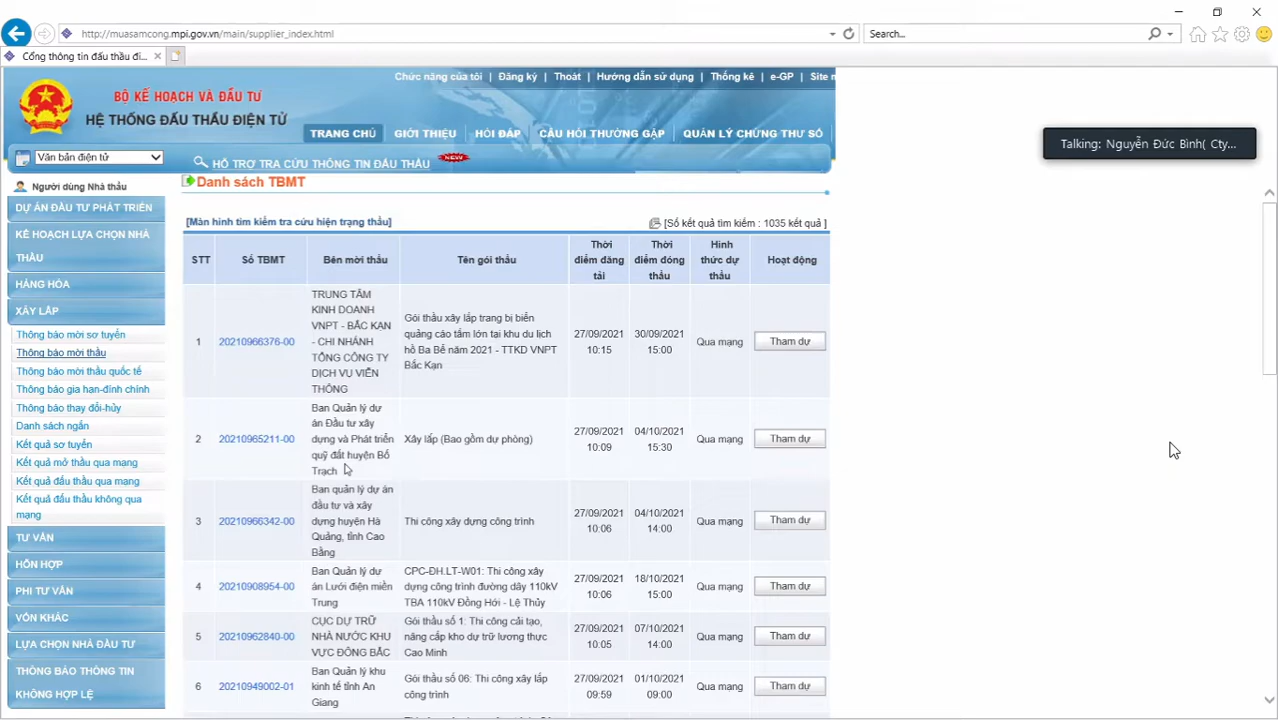 http://muasamcong.mpi.gov.vn/main/supplier_index.html
Search...
Cổng thông tin đấu thầu đi...
Chức năng của tôi | Đăng ký | Thoát | Hướng dẫn sử dụng | Thống kê | e-GP | Site m
BỘ KẾ HOẠCH VÀ ĐẦU TƯ
HỆ THỐNG ĐẤU THẦU ĐIỆN TỬ
TRANG CHỦ
GIỚI THIỆU
HỎI ĐÁP
CÂU HỎI THƯỜNG GẶP
QUẢN LÝ CHỨNG THƯ SỐ
Talking: Nguyễn Đức Bình( Cty...
Văn bản điện tử
HỖ TRỢ TRA CỨU THÔNG TIN ĐẤU THẦU
NEW
Người dùng Nhà thầu
DỰ ÁN ĐẦU TƯ PHÁT TRIỂN
KẾ HOẠCH LỰA CHỌN NHÀ
THẦU
HÀNG HÓA
XÂY LẮP
Thông báo mời sơ tuyển
Thông báo mời thầu
Thông báo mời thầu quốc tế
Thông báo gia hạn-đính chính
Thông báo thay đổi-hủy
Danh sách ngắn
Kết quả sơ tuyển
Kết quả mở thầu qua mạng
Kết quả đấu thầu qua mạng
Kết quả đấu thầu không qua
mạng
TƯ VẤN
HỖN HỢP
PHI TƯ VẤN
VỐN KHÁC
LỰA CHỌN NHÀ ĐẦU TƯ
THÔNG BÁO THÔNG TIN
KHÔNG HỢP LỆ
Danh sách TBMT
[Màn hình tìm kiếm tra cứu hiện trạng thầu]
[Số kết quả tìm kiếm : 1035 kết quả ]
STT
Số TBMT
Bên mời thầu
Tên gói thầu
Thời
điểm đăng
tải
Thời
điểm đóng
thầu
Hình
thức dự
thầu
Hoạt động
1
20210966376-00
TRUNG TÂM
KINH DOANH
VNPT - BẮC KẠN
- CHI NHÁNH
TỔNG CÔNG TY
DỊCH VỤ VIỄN
THÔNG
Gói thầu xây lắp trang bị biển
quảng cáo tấm lớn tại khu du lịch
hồ Ba Bể năm 2021 - TTKD VNPT
Bắc Kạn
27/09/2021
10:15
30/09/2021
15:00
Qua mạng
Tham dự
2
20210965211-00
Ban Quản lý dự
án Đầu tư xây
dựng và Phát triển
quỹ đất huyện Bố
Trạch
Xây lắp (Bao gồm dự phòng)
27/09/2021
10:09
04/10/2021
15:30
Qua mạng
Tham dự
3
20210966342-00
Ban quản lý dự án
đầu tư và xây
dựng huyện Hà
Quảng, tỉnh Cao
Bằng
Thi công xây dựng công trình
27/09/2021
10:06
04/10/2021
14:00
Qua mạng
Tham dự
4
20210908954-00
Ban Quản lý dự
án Lưới điện miền
Trung
CPC-ĐH.LT-W01: Thi công xây
dựng công trình đường dây 110kV
TBA 110kV Đồng Hới - Lệ Thủy
27/09/2021
10:06
18/10/2021
15:00
Qua mạng
Tham dự
5
20210962840-00
CỤC DỰ TRỮ
NHÀ NƯỚC KHU
VỰC ĐÔNG BẮC
Gói thầu số 1: Thi công cải tạo,
nâng cấp kho dự trữ lương thực
Cao Minh
27/09/2021
10:05
07/10/2021
14:00
Qua mạng
Tham dự
6
20210949002-01
Ban Quản lý khu
kinh tế tỉnh An
Giang
Gói thầu số 06: Thi công xây lắp
công trình
27/09/2021
09:59
01/10/2021
09:00
Qua mạng
Tham dự